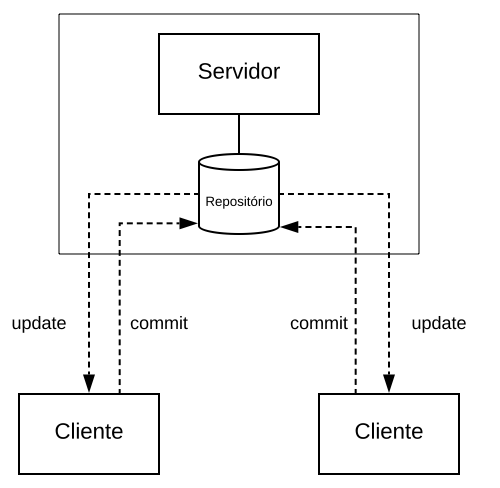 Servidor
Repositório
update
commit
commit
update
Cliente
Cliente